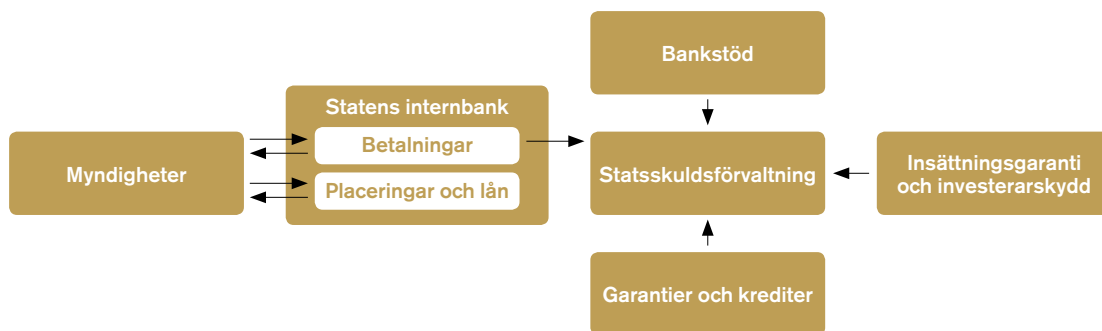 Bankstöd
Statens internbank
Betalningar
Myndigheter
Placeringar och lån
Statsskuldsförvaltning
Insättningsgaranti
och investerarskydd
Garantier och krediter